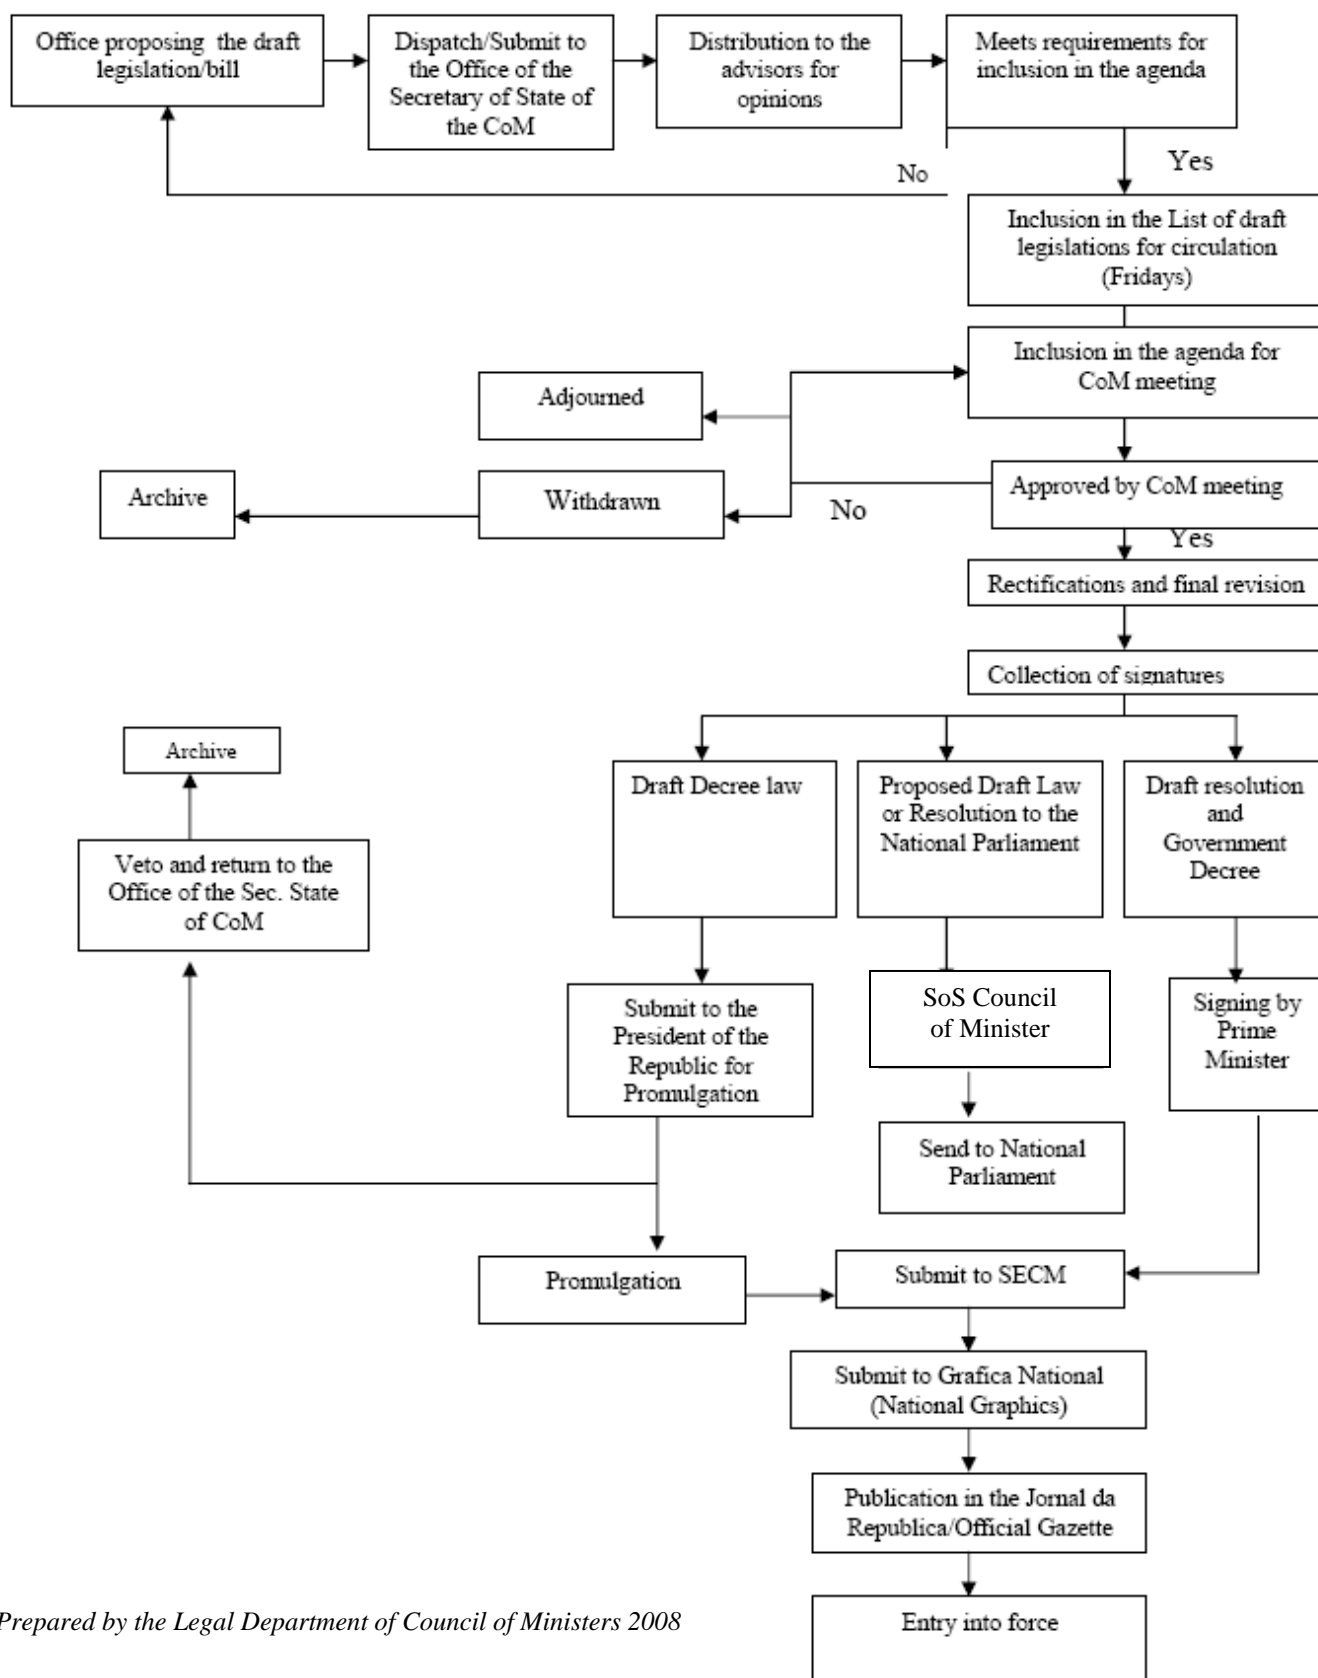 Office proposing the draft
legislation/bill
Dispatch/Submit to
the Office of the
Secretary of State of
the CoM
Distribution to the
advisors for
opinions
Meets requirements for
inclusion in the agenda
No
Yes
Inclusion in the List of draft
legislations for circulation
(Fridays)
Inclusion in the agenda for
CoM meeting
Adjourned
Archive
Withdrawn
No
Approved by CoM meeting
Yes
Rectifications and final revision
Collection of signatures
Archive
Draft Decree law
Proposed Draft Law
or Resolution to the
National Parliament
Draft resolution
and
Government
Decree
Veto and return to the
Office of the Sec. State
of CoM
Submit to the
President of the
Republic for
Promulgation
SoS Council
of Minister
Signing by
Prime
Minister
Send to National
Parliament
Promulgation
Submit to SECM
Submit to Grafica National
(National Graphics)
Publication in the Jornal da
Republica/Official Gazette
Entry into force
Prepared by the Legal Department of Council of Ministers 2008